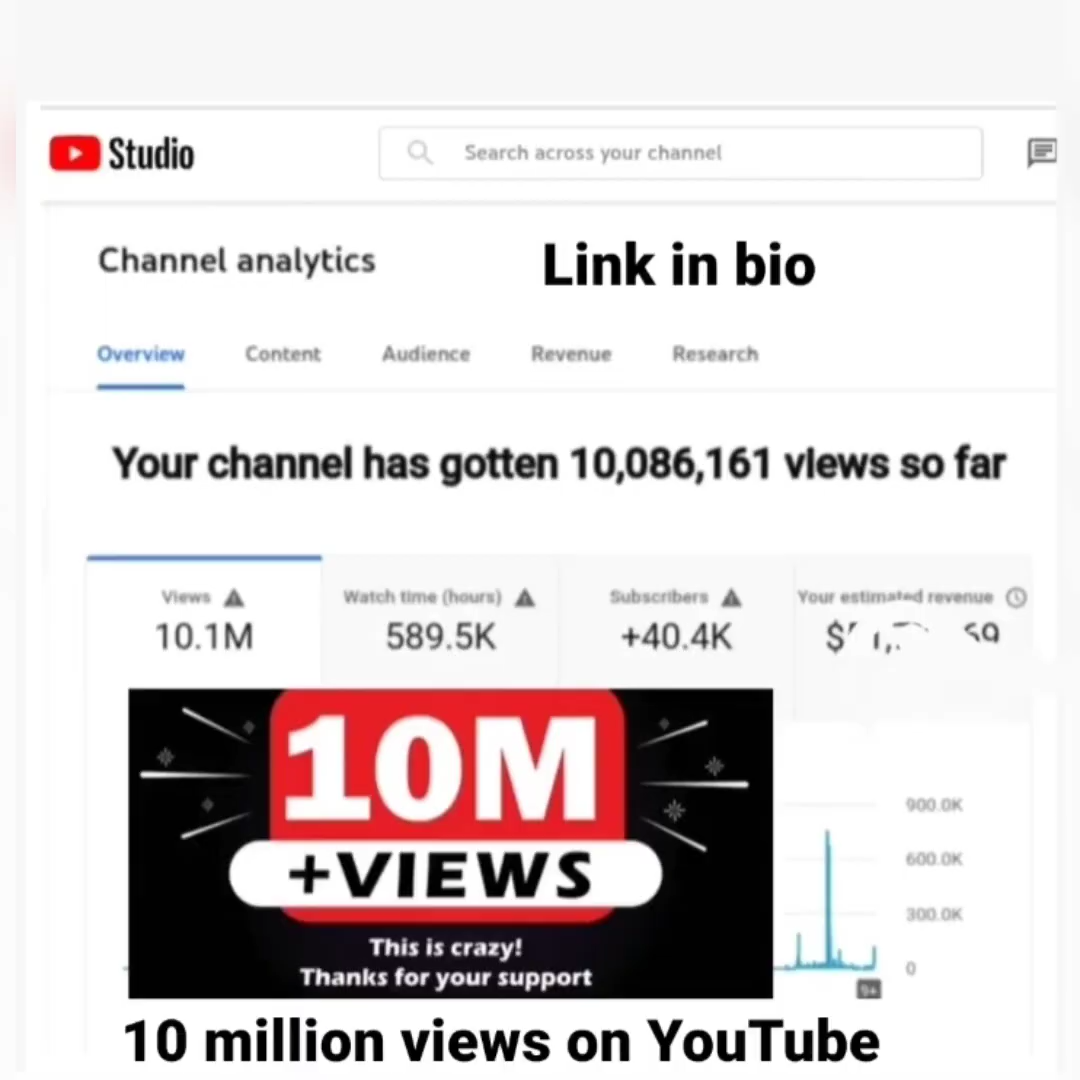 Studio
Search across your channel
Channel analytics
Link in bio
Overview Content Audience Revenue Research
Your channel has gotten 10,086,161 views so far
Views Watch time (hours) Subscribers Your estimated revenue
10.1M 589.5K +40.4K $
10M
+VIEWS
This is crazy!
Thanks for your support
900.0K
600.0K
300.0K
0
9+
10 million views on YouTube